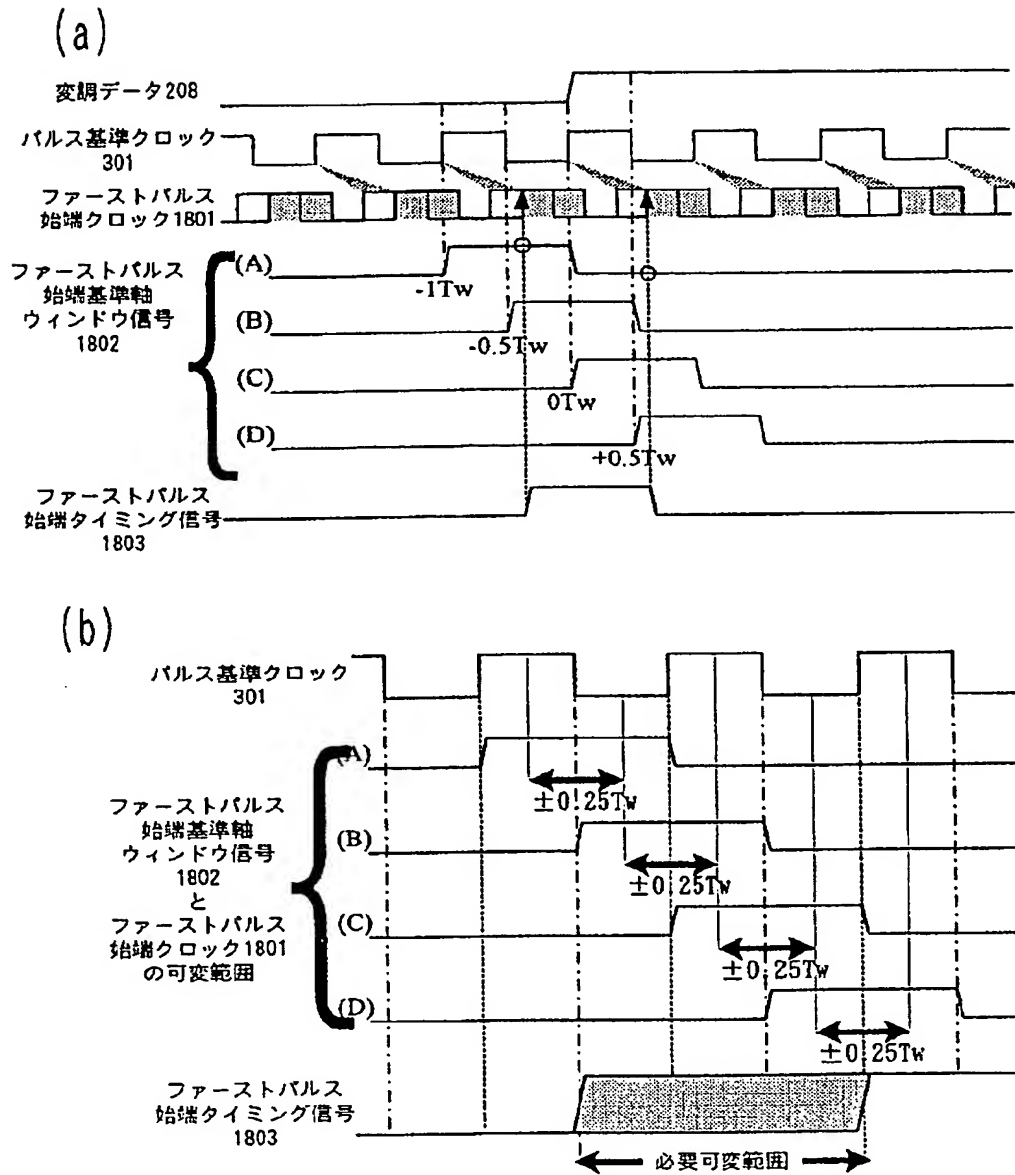 (a)
変調データ208
パルス基準クロック
301
ファーストパルス
始端クロック1801
ファーストパルス
始端基準軸
ウィンドウ信号
1802
(A)
-1Tw
(B)
-0.5Tw
(C)
0Tw
(D)
+0.5Tw
ファーストパルス
始端タイミング信号
1803
(b)
パルス基準クロック
301
(A)
±0.25Tw
ファーストパルス
始端基準軸
ウィンドウ信号
1802
と
ファーストパルス
始端クロック1801
の可変範囲
(B)
±0.25Tw
(C)
±0.25Tw
(D)
±0.25Tw
ファーストパルス
始端タイミング信号
1803
必要可変範囲